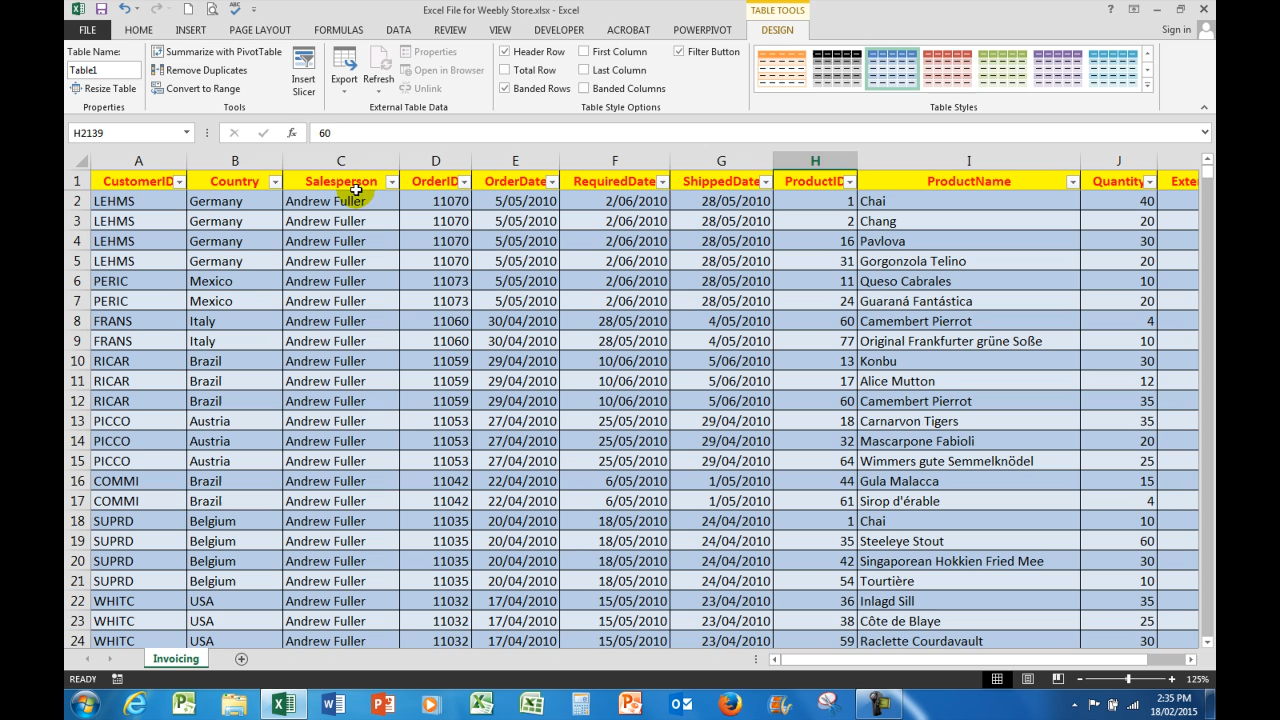 Excel File for Weebly Store.xlsx - Excel
TABLE TOOLS
?
FILE HOME INSERT PAGE LAYOUT FORMULAS DATA REVIEW VIEW DEVELOPER ACROBAT POWERPIVOT DESIGN Sign in
Table Name: Summarize with PivotTable Properties Header Row First Column Filter Button
Table1 Remove Duplicates Insert Slicer Export Refresh Open in Browser Total Row Last Column
Resize Table Convert to Range Unlink Banded Rows Banded Columns
Properties Tools External Table Data Table Style Options Table Styles
H2139 fx 60
A B C D E F G H I J
1 CustomerID Country Salesperson OrderID OrderDate RequiredDate ShippedDate ProductID ProductName Quantity Exte
2 LEHMS Germany Andrew Fuller 11070 5/05/2010 2/06/2010 28/05/2010 1 Chai 40
3 LEHMS Germany Andrew Fuller 11070 5/05/2010 2/06/2010 28/05/2010 2 Chang 20
4 LEHMS Germany Andrew Fuller 11070 5/05/2010 2/06/2010 28/05/2010 16 Pavlova 30
5 LEHMS Germany Andrew Fuller 11070 5/05/2010 2/06/2010 28/05/2010 31 Gorgonzola Telino 20
6 PERIC Mexico Andrew Fuller 11073 5/05/2010 2/06/2010 28/05/2010 11 Queso Cabrales 10
7 PERIC Mexico Andrew Fuller 11073 5/05/2010 2/06/2010 28/05/2010 24 Guaraná Fantástica 20
8 FRANS Italy Andrew Fuller 11060 30/04/2010 28/05/2010 4/05/2010 60 Camembert Pierrot 4
9 FRANS Italy Andrew Fuller 11060 30/04/2010 28/05/2010 4/05/2010 77 Original Frankfurter grüne Soße 10
10 RICAR Brazil Andrew Fuller 11059 29/04/2010 10/06/2010 5/06/2010 13 Konbu 30
11 RICAR Brazil Andrew Fuller 11059 29/04/2010 10/06/2010 5/06/2010 17 Alice Mutton 12
12 RICAR Brazil Andrew Fuller 11059 29/04/2010 10/06/2010 5/06/2010 60 Camembert Pierrot 35
13 PICCO Austria Andrew Fuller 11053 27/04/2010 25/05/2010 29/04/2010 18 Carnarvon Tigers 35
14 PICCO Austria Andrew Fuller 11053 27/04/2010 25/05/2010 29/04/2010 32 Mascarpone Fabioli 20
15 PICCO Austria Andrew Fuller 11053 27/04/2010 25/05/2010 29/04/2010 64 Wimmers gute Semmelknödel 25
16 COMMI Brazil Andrew Fuller 11042 22/04/2010 6/05/2010 1/05/2010 44 Gula Malacca 15
17 COMMI Brazil Andrew Fuller 11042 22/04/2010 6/05/2010 1/05/2010 61 Sirop d'érable 4
18 SUPRD Belgium Andrew Fuller 11035 20/04/2010 18/05/2010 24/04/2010 1 Chai 10
19 SUPRD Belgium Andrew Fuller 11035 20/04/2010 18/05/2010 24/04/2010 35 Steeleye Stout 60
20 SUPRD Belgium Andrew Fuller 11035 20/04/2010 18/05/2010 24/04/2010 42 Singaporean Hokkien Fried Mee 30
21 SUPRD Belgium Andrew Fuller 11035 20/04/2010 18/05/2010 24/04/2010 54 Tourtière 10
22 WHITC USA Andrew Fuller 11032 17/04/2010 15/05/2010 23/04/2010 36 Inlagd Sill 35
23 WHITC USA Andrew Fuller 11032 17/04/2010 15/05/2010 23/04/2010 38 Côte de Blaye 25
24 WHITC USA Andrew Fuller 11032 17/04/2010 15/05/2010 23/04/2010 59 Raclette Courdavault 30
Invoicing
READY 125%
2:35 PM
18/02/2015